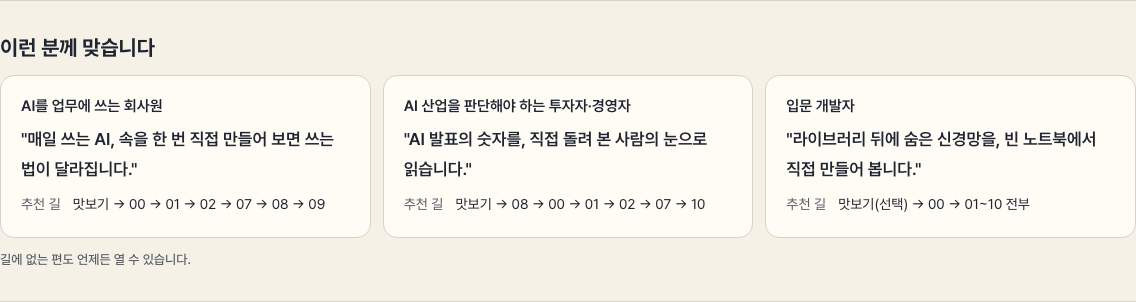 이런 분께 맞습니다
AI를 업무에 쓰는 회사원
"매일 쓰는 AI, 속을 한 번 직접 만들어 보면 쓰는
법이 달라집니다."
추천 길 맛보기 → 00 → 01 → 02 → 07 → 08 → 09
AI 산업을 판단해야 하는 투자자·경영자
"AI 발표의 숫자를, 직접 돌려 본 사람의 눈으로
읽습니다."
추천 길 맛보기 → 08 → 00 → 01 → 02 → 07 → 10
입문 개발자
"라이브러리 뒤에 숨은 신경망을, 빈 노트북에서
직접 만들어 봅니다."
추천 길 맛보기(선택) → 00 → 01~10 전부
길에 없는 편도 언제든 열 수 있습니다.